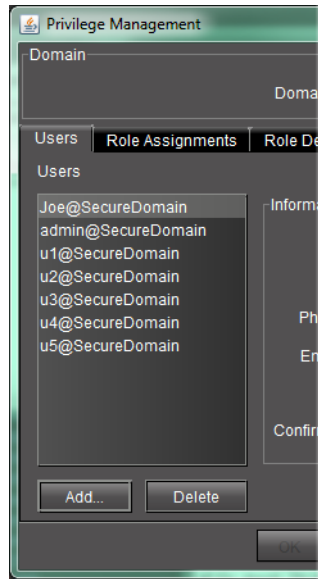 Privilege Management
Domain
Doma
Users Role Assignments Role De
Users
Joe@SecureDomain
admin@SecureDomain
u1@SecureDomain
u2@SecureDomain
u3@SecureDomain
u4@SecureDomain
u5@SecureDomain
Informa
Ph
En
Confir
Add... Delete
OK